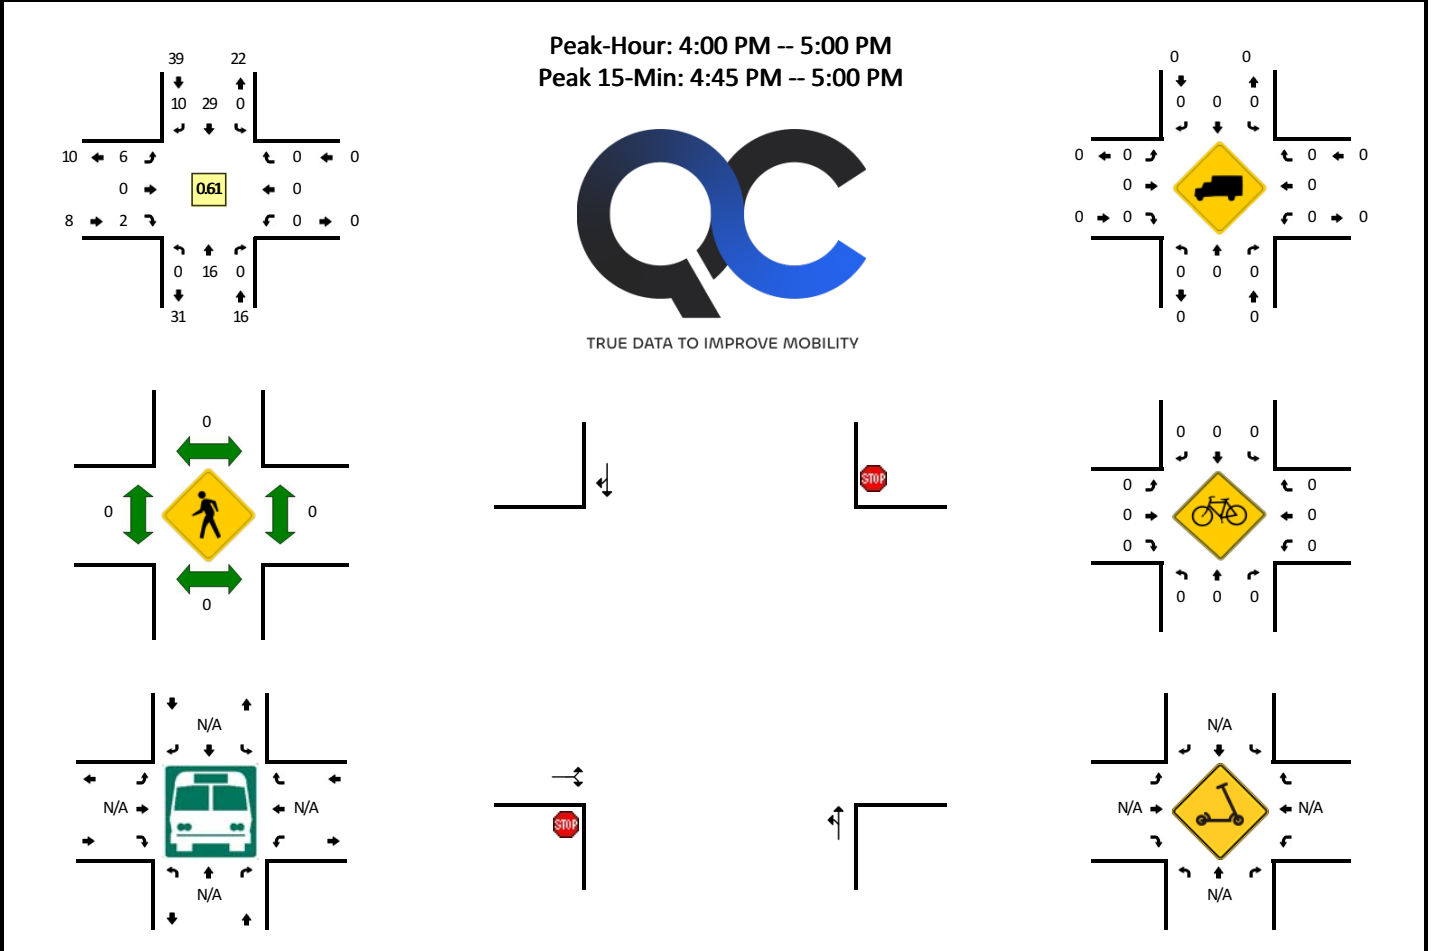 Peak-Hour: 4:00 PM -- 5:00 PM
Peak 15-Min: 4:45 PM -- 5:00 PM
39 22
10 29 0
10 6 0 0
0 0.61 0
8 2 0 0
0 16 0
31 16
QC
TRUE DATA TO IMPROVE MOBILITY
0 0
0 0 0
0 0 0 0
0 0
0 0 0 0
0 0 0
0 0
0
0 0
0
STOP
STOP
0 0 0
0 0
0 0
0 0
0 0 0
N/A
N/A N/A
N/A
N/A
N/A N/A
N/A